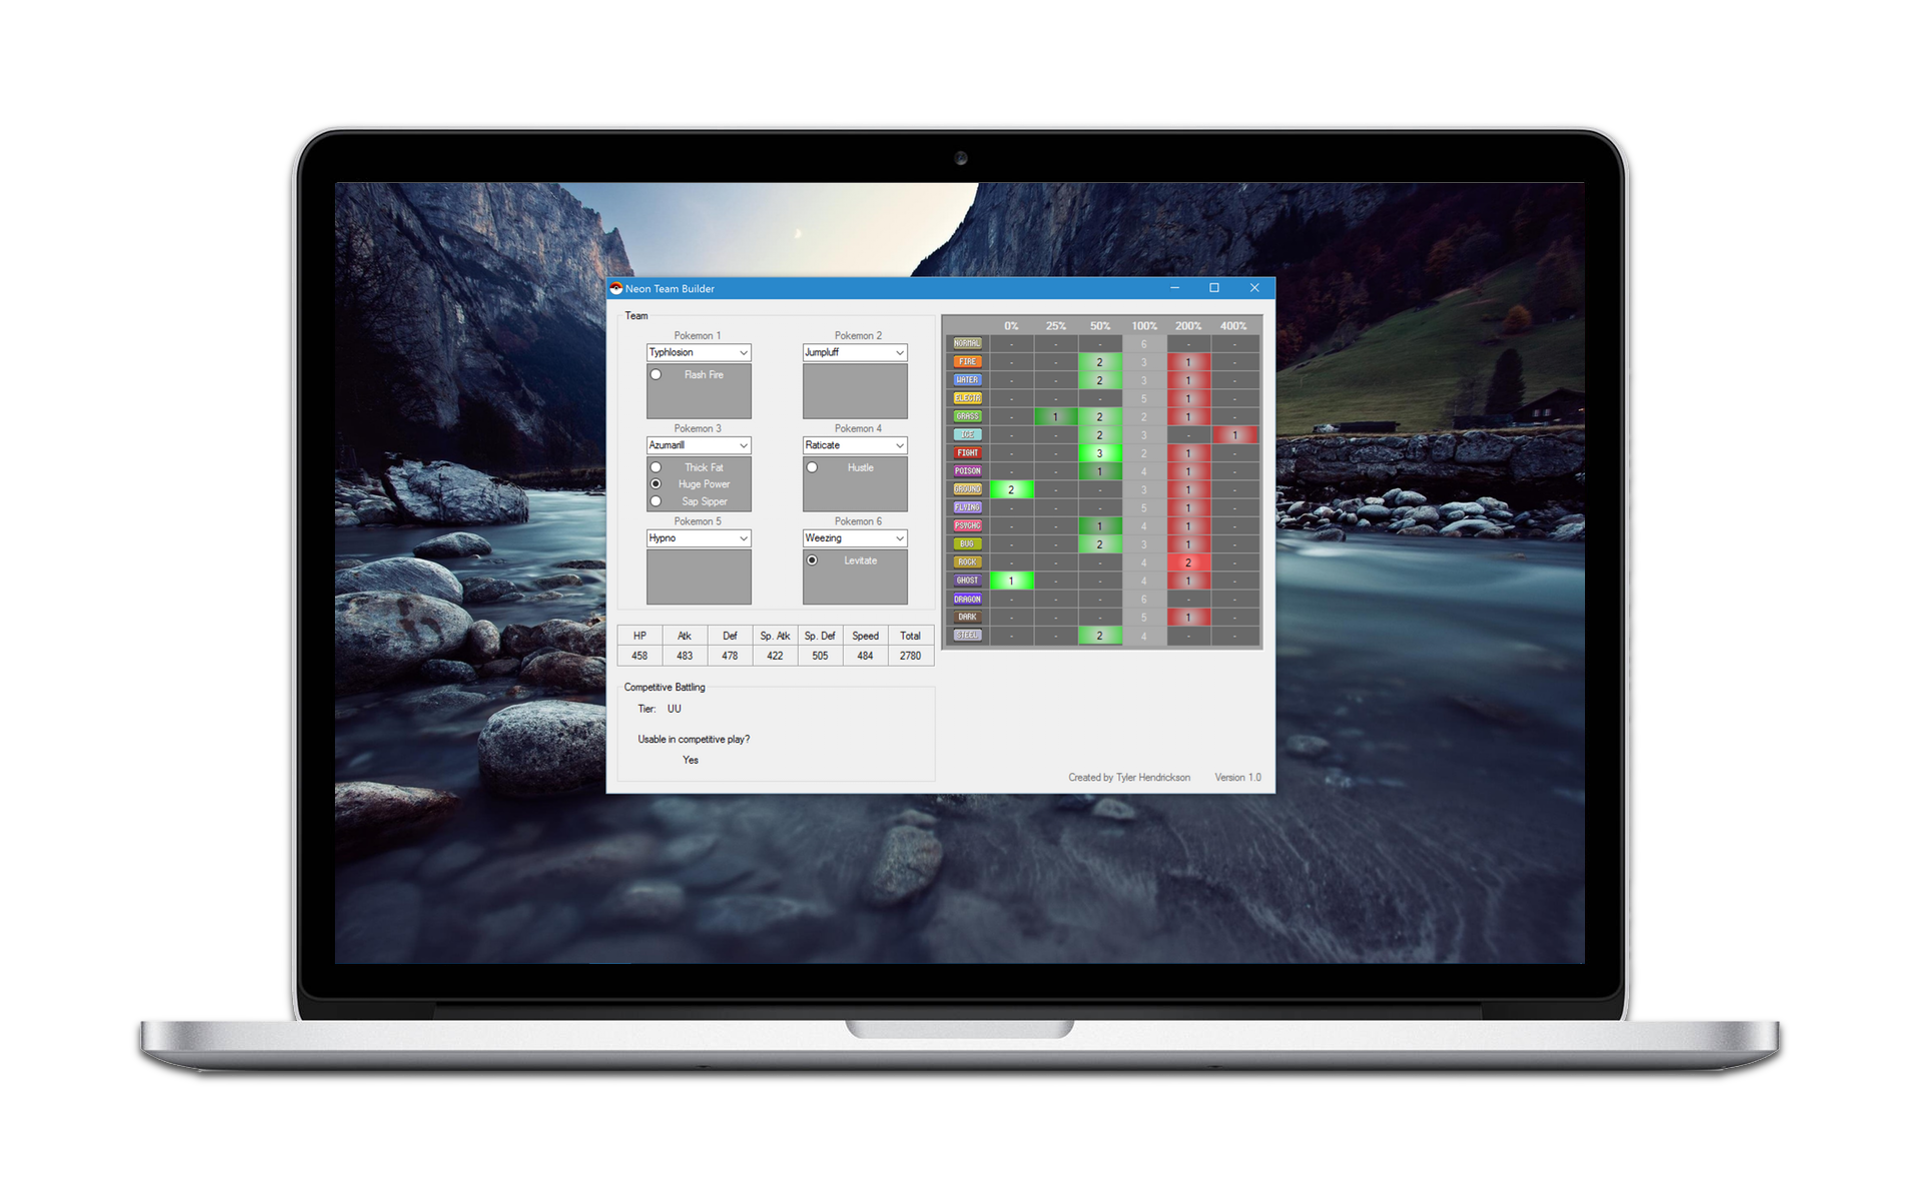 Neon Team Builder
Team
Pokemon 1
Pokemon 2
Typhlosion
Jumpluff
Flash Fire
Pokemon 3
Pokemon 4
Azumarill
Raticate
Thick Fat
Hustle
Huge Power
Sap Sipper
Pokemon 5
Pokemon 6
Hypno
Weezing
Levitate
HP Atk Def Sp. Atk Sp. Def Speed Total
458 483 478 422 505 484 2780
Competitive Battling
Tier: UU
Usable in competitive play?
Yes
0% 25% 50% 100% 200% 400%
NORMAL - - - 6 - -
FIRE - - 2 3 1 -
WATER - - 2 3 1 -
ELECTR - - - 5 1 -
GRASS - 1 2 2 1 -
ICE - - 2 3 - 1
FIGHT - - 3 2 1 -
POISON - - 1 4 1 -
GROUND 2 - - 3 1 -
FLYING - - - 5 1 -
PSYCHC - - 1 4 1 -
BUG - - 2 3 1 -
ROCK - - - 4 2 -
GHOST 1 - - 4 1 -
DRAGON - - - 6 - -
DARK - - - 5 1 -
STEEL - - 2 4 - -
Created by Tyler Hendrickson Version 1.0